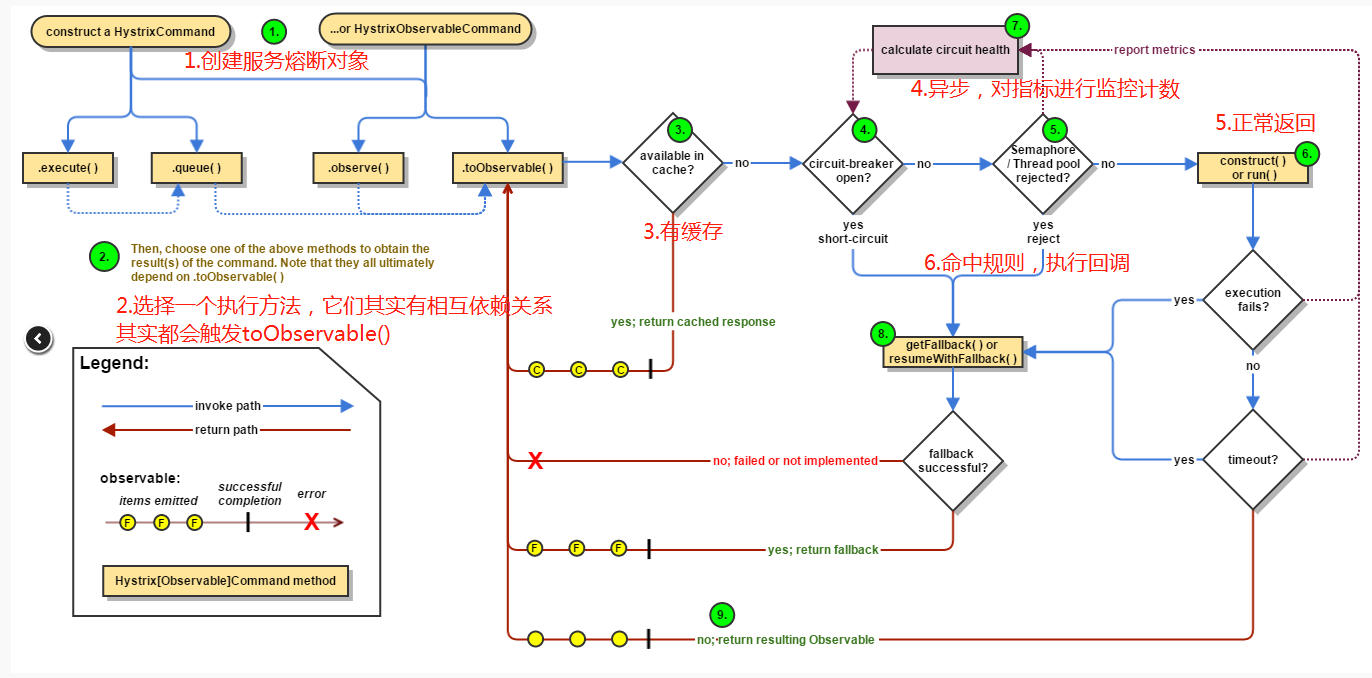 construct a HystrixCommand
1.
...or HystrixObservableCommand
1.创建服务熔断对象
7.
calculate circuit health
report metrics
4.异步，对指标进行监控计数
5.正常返回
.execute( )
.queue( )
.observe( )
.toObservable( )
3.
available in
cache?
no
4.
circuit-breaker
open?
no
5.
Semaphore
/ Thread pool
rejected?
no
6.
construct( )
or run( )
yes
short-circuit
yes
reject
3.有缓存
6.命中规则，执行回调
2.
Then, choose one of the above methods to obtain the
result(s) of the command. Note that they all ultimately
depend on .toObservable( )
2.选择一个执行方法，它们其实有相互依赖关系
其实都会触发toObservable()
execution
fails?
yes
no
yes; return cached response
C C C
8.
getFallback( ) or
resumeWithFallback( )
Legend:
invoke path
return path
observable:
items emitted
successful
completion
error
F F F
X
Hystrix[Observable]Command method
X
no; failed or not implemented
fallback
successful?
yes
timeout?
F F F
yes; return fallback
9.
no; return resulting Observable